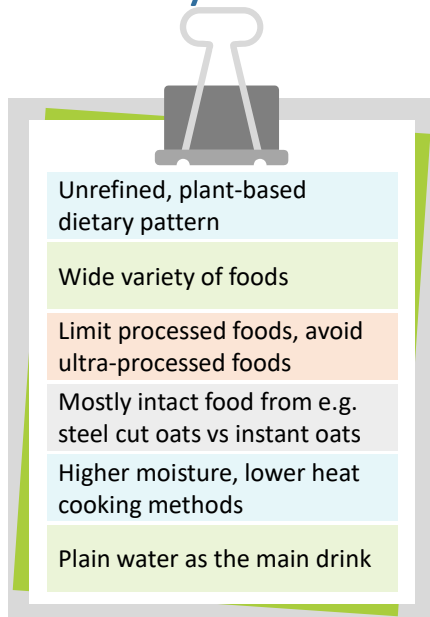 Unrefined, plant-based
dietary pattern
Wide variety of foods
Limit processed foods, avoid
ultra-processed foods
Mostly intact food from e.g.
steel cut oats vs instant oats
Higher moisture, lower heat
cooking methods
Plain water as the main drink